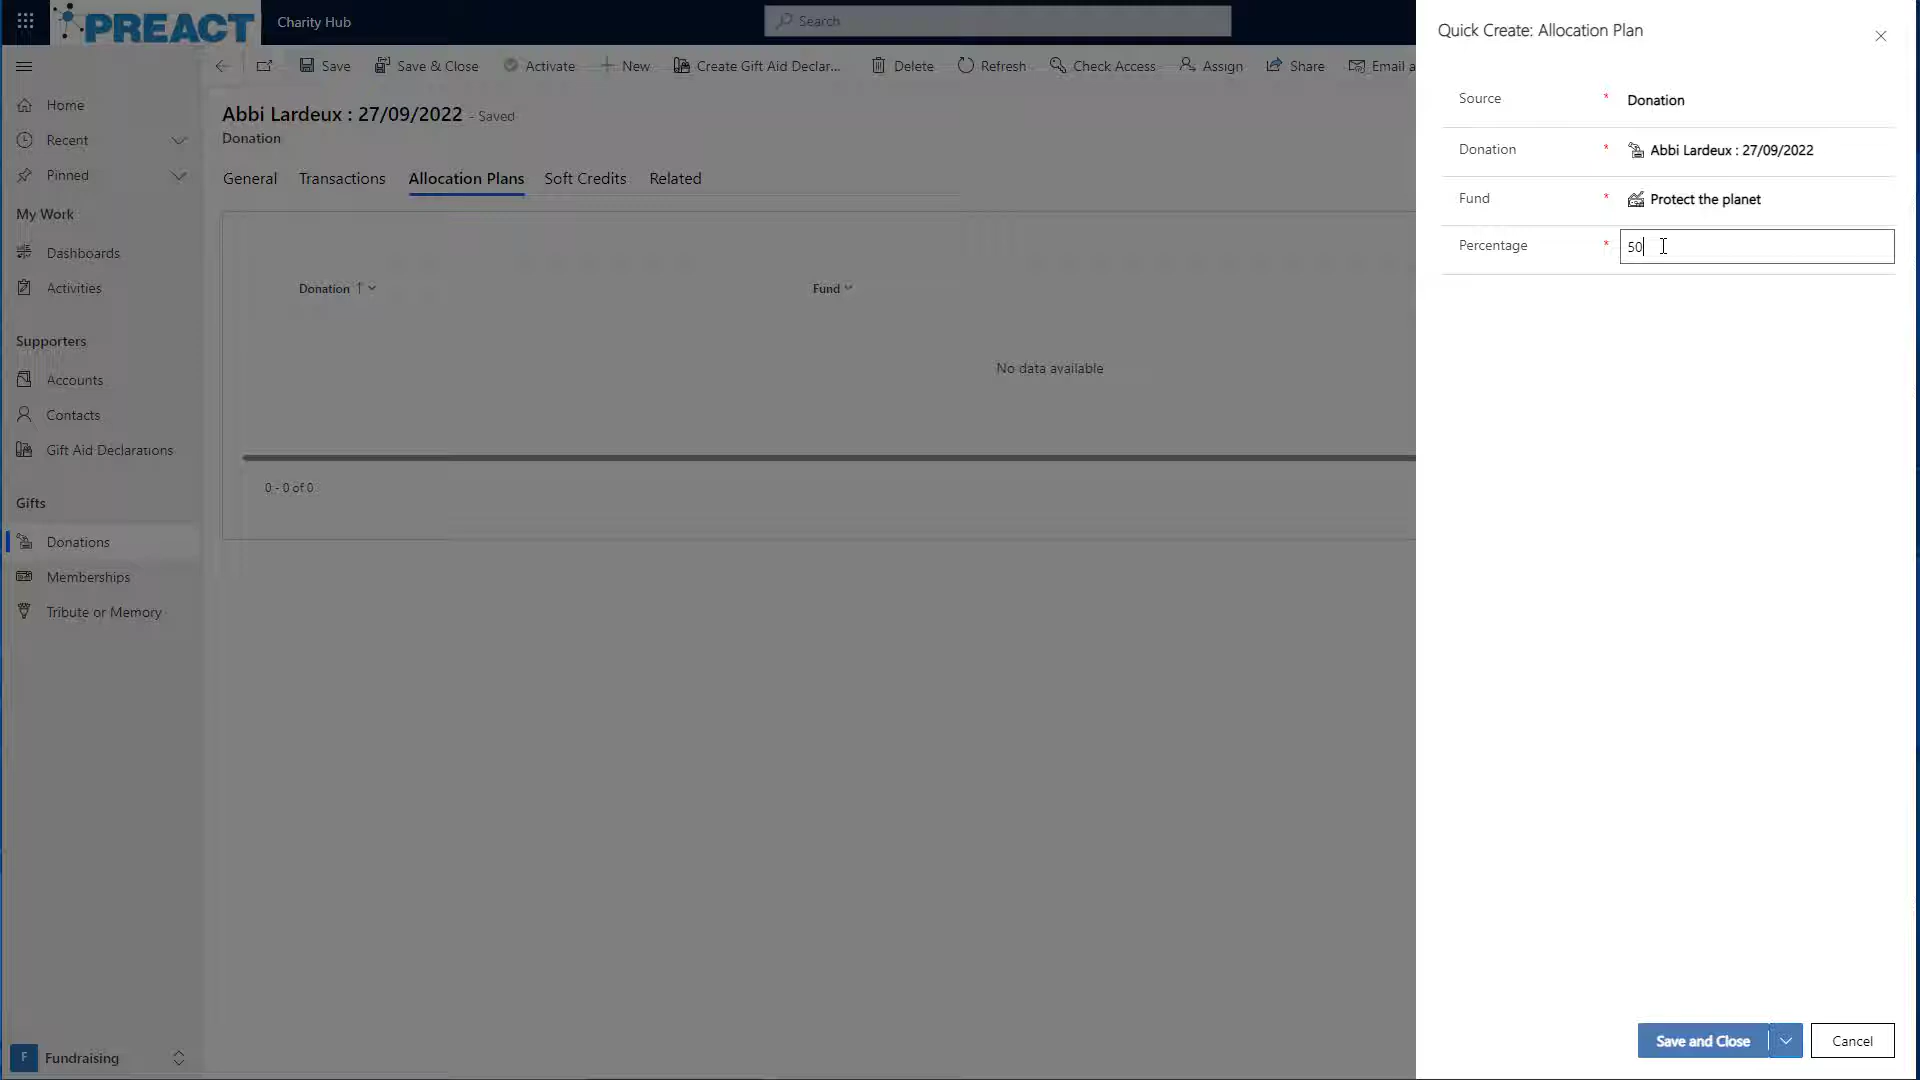 PREACT
Charity Hub
Search
Save
Save & Close
Activate
New
Create Gift Aid Declar...
Delete
Refresh
Check Access
Assign
Share
Email a
Home
Recent
Pinned
My Work
Dashboards
Activities
Supporters
Accounts
Contacts
Gift Aid Declarations
Gifts
Donations
Memberships
Tribute or Memory
F
Fundraising
Abbi Lardeux : 27/09/2022 - Saved
Donation
General
Transactions
Allocation Plans
Soft Credits
Related
Donation ↑
Fund
No data available
0 - 0 of 0
Quick Create: Allocation Plan
Source * Donation
Donation * Abbi Lardeux : 27/09/2022
Fund * Protect the planet
Percentage * 50
Save and Close
Cancel